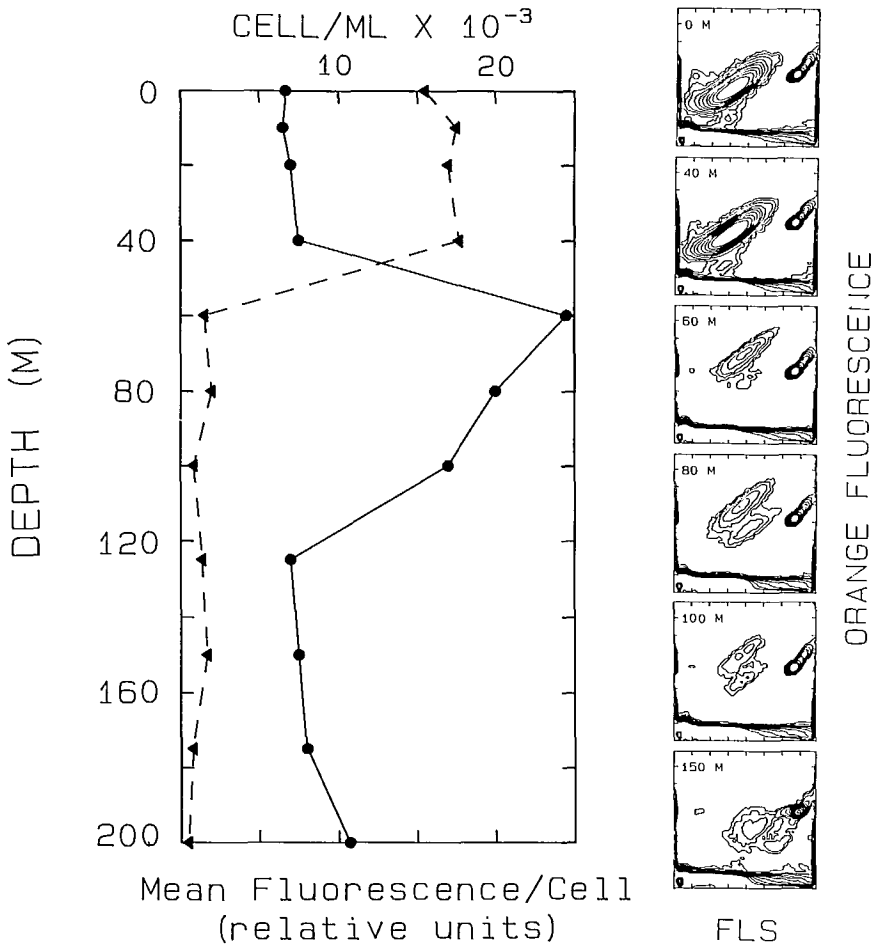 CELL/ML X 10⁻³
10 20
0
40
80
120
160
200
DEPTH (M)
Mean Fluorescence/Cell
(relative units)
0 M
40 M
60 M
80 M
100 M
150 M
ORANGE FLUORESCENCE
FLS